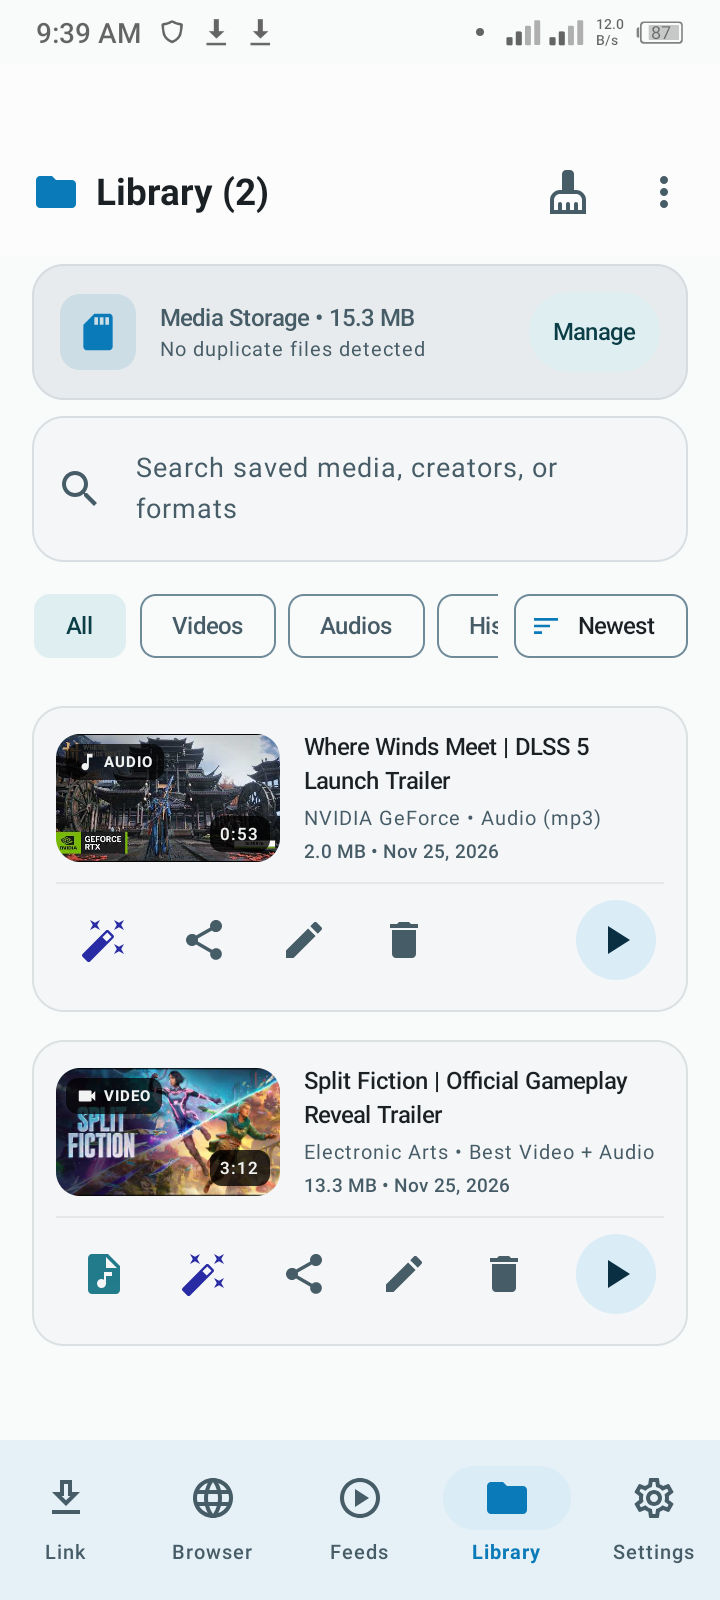 9:39 AM
12.0
B/s
87
Library (2)
Media Storage • 15.3 MB
No duplicate files detected
Manage
Search saved media, creators, or
formats
All
Videos
Audios
His
Newest
AUDIO
0:53
NVIDIA
GEFORCE
RTX
Where Winds Meet | DLSS 5
Launch Trailer
NVIDIA GeForce • Audio (mp3)
2.0 MB • Nov 25, 2026
VIDEO
SPLIT
FICTION
3:12
Split Fiction | Official Gameplay
Reveal Trailer
Electronic Arts • Best Video + Audio
13.3 MB • Nov 25, 2026
Link
Browser
Feeds
Library
Settings